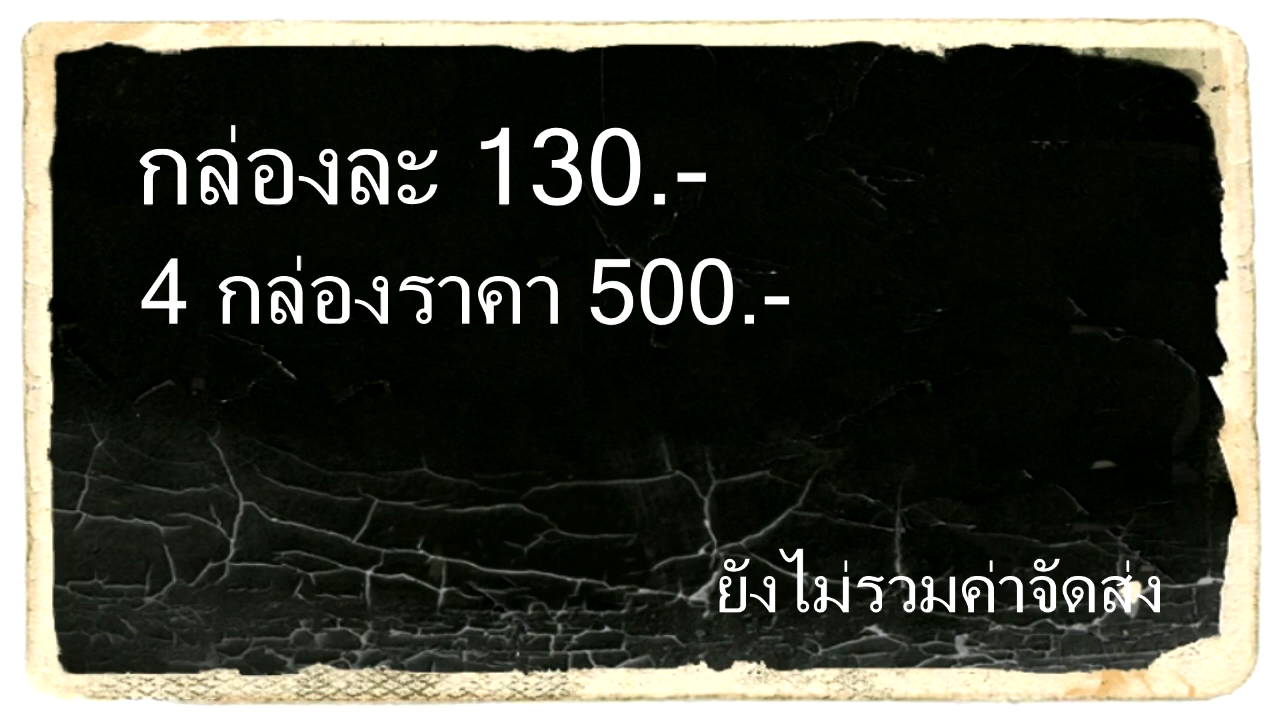 กล่องละ 130.-
4 กล่องราคา 500.-
ยังไม่รวมค่าจัดส่ง